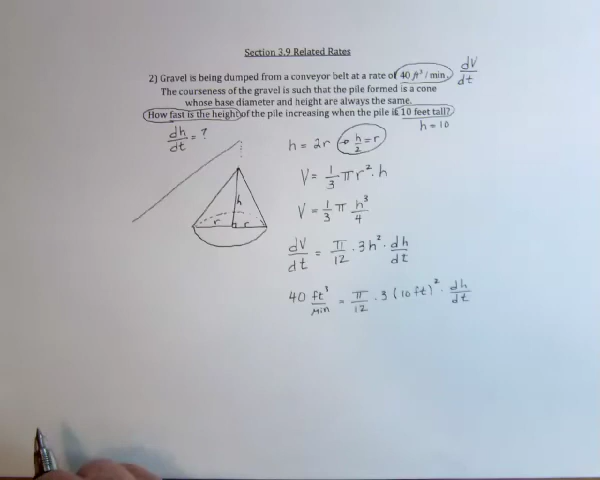 Section 3.9 Related Rates
2) Gravel is being dumped from a conveyor belt at a rate of 40 ft³/min. dV/dt
The courseness of the gravel is such that the pile formed is a cone
whose base diameter and height are always the same.
How fast is the height of the pile increasing when the pile is 10 feet tall?
h = 10
dh/dt = ?
h = 2r → h/2 = r
V = 1/3 π r² · h
h
r r
V = 1/3 π h³/4
dV/dt = π/12 · 3h² · dh/dt
40 ft³/min = π/12 · 3 (10 ft)² · dh/dt